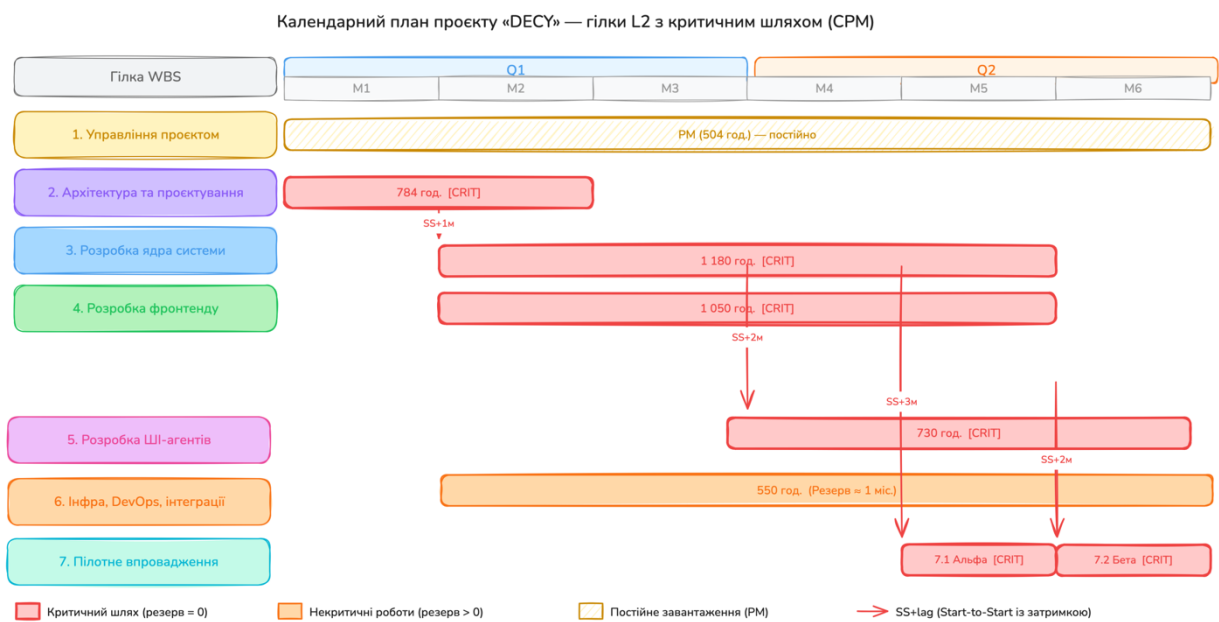 Календарний план проєкту «DECY» — гілки L2 з критичним шляхом (CPM)
Гілка WBS
Q1
Q2
M1
M2
M3
M4
M5
M6
1. Управління проєктом
PM (504 год.) — постійно
2. Архітектура та проєктування
784 год. [CRIT]
SS+1м
3. Розробка ядра системи
1 180 год. [CRIT]
4. Розробка фронтенду
1 050 год. [CRIT]
SS+2м
SS+3м
5. Розробка ШІ-агентів
730 год. [CRIT]
SS+2м
6. Інфра, DevOps, інтеграції
550 год. (Резерв ≈ 1 міс.)
7. Пілотне впровадження
7.1 Альфа [CRIT]
7.2 Бета [CRIT]
Критичний шлях (резерв = 0)
Некритичні роботи (резерв > 0)
Постійне завантаження (PM)
SS+lag (Start-to-Start із затримкою)